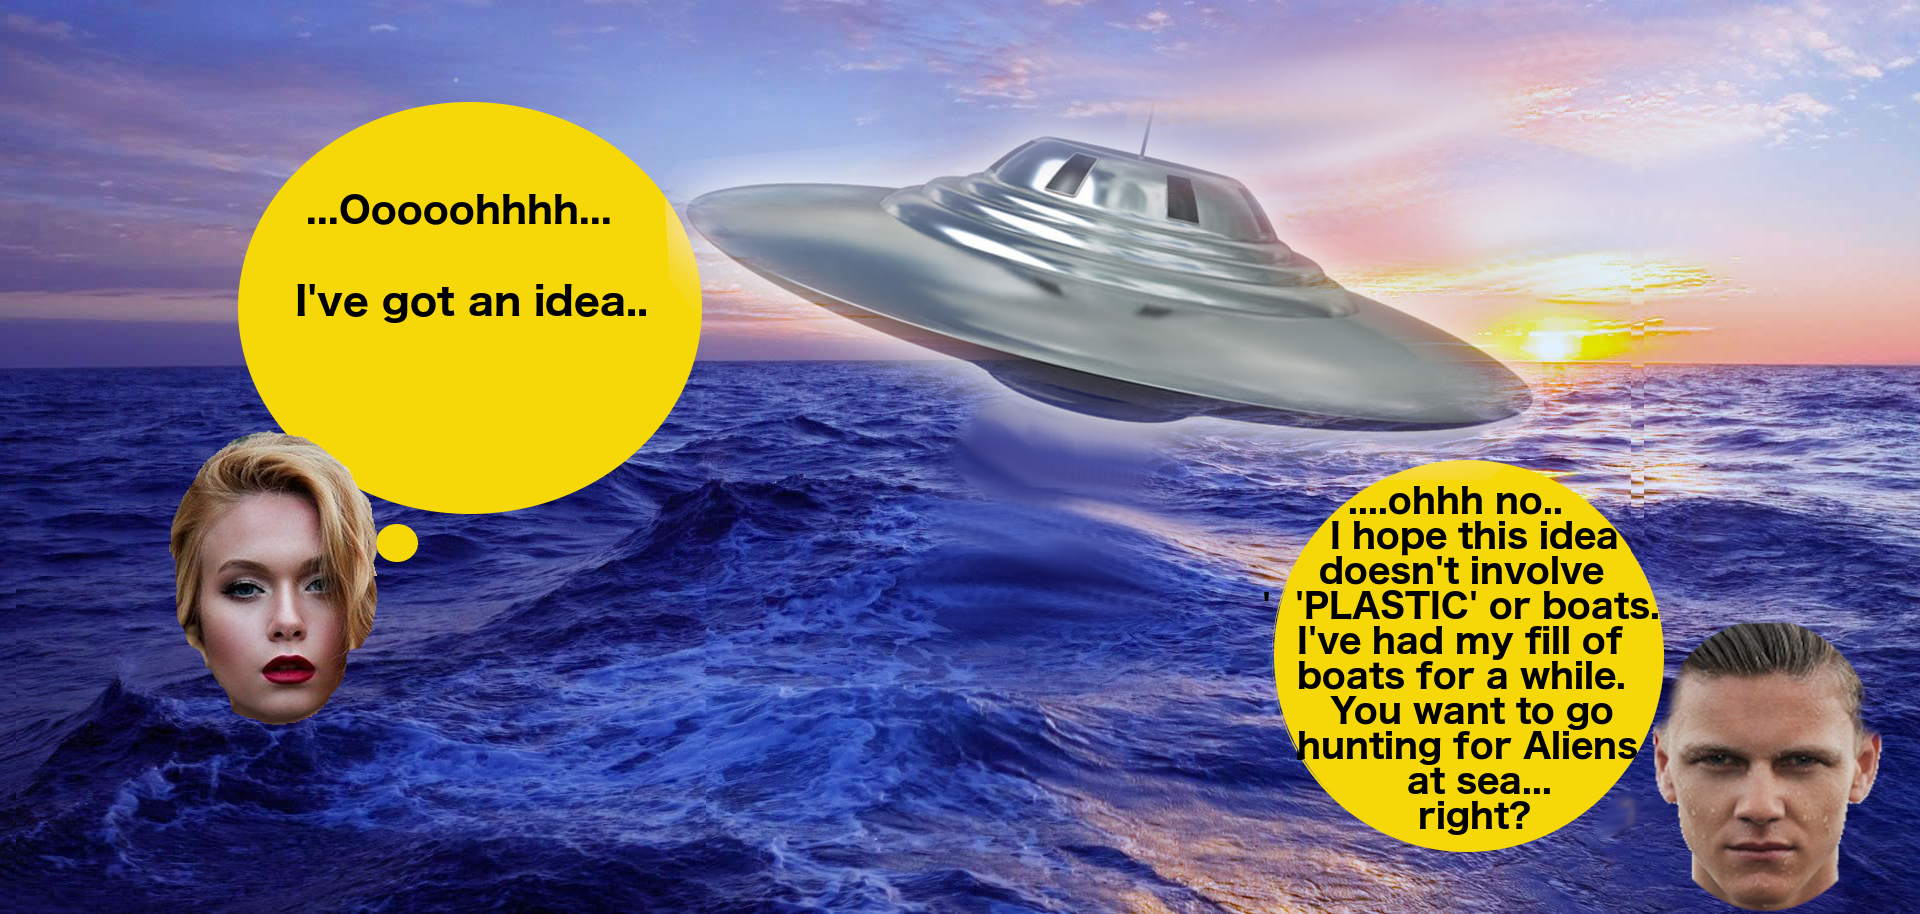 ...Ooooohhhh...
I've got an idea..
....ohhh no..
I hope this idea
doesn't involve
' 'PLASTIC' or boats.
I've had my fill of
boats for a while.
You want to go
hunting for Aliens
at sea...
right?